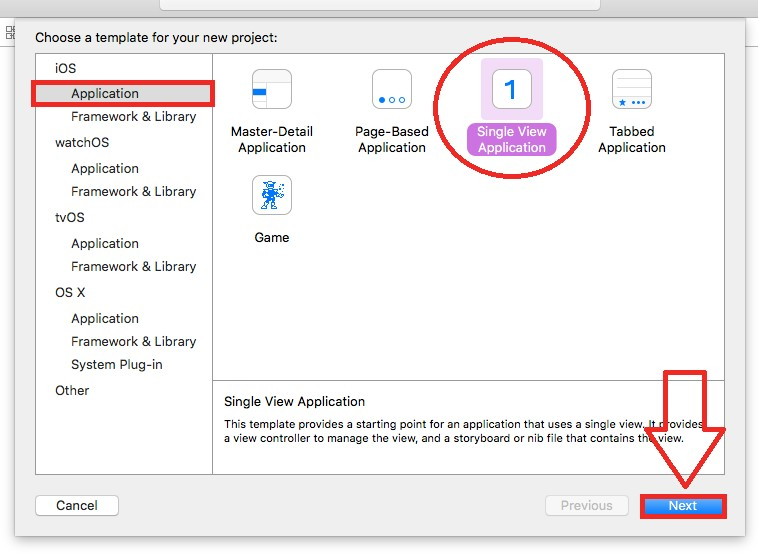 Choose a template for your new project:
iOS
Application
Framework & Library
watchOS
Application
Framework & Library
tvOS
Application
Framework & Library
OS X
Application
Framework & Library
System Plug-in
Other
Master-Detail
Application
Page-Based
Application
1
Single View
Application
Tabbed
Application
Game
Single View Application
This template provides a starting point for an application that uses a single view. It provides
a view controller to manage the view, and a storyboard or nib file that contains the view.
Cancel
Previous
Next